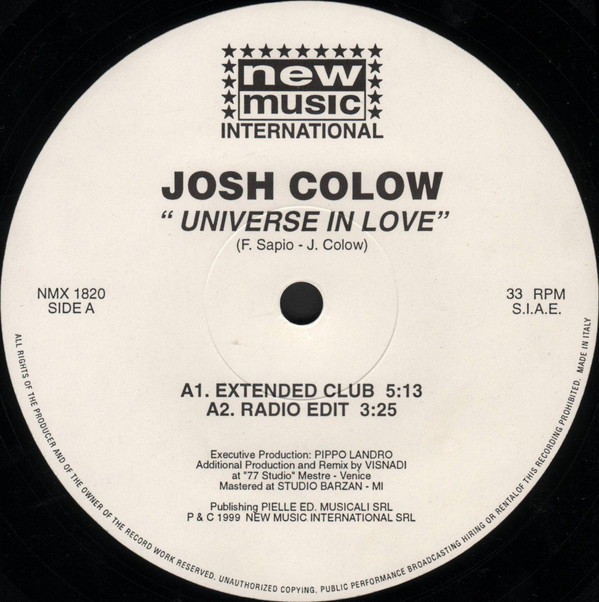 new
music
INTERNATIONAL
JOSH COLOW
“ UNIVERSE IN LOVE”
(F. Sapio - J. Colow)
NMX 1820
SIDE A
33 RPM
S.I.A.E.
A1. EXTENDED CLUB 5:13
A2. RADIO EDIT 3:25
Executive Production: PIPPO LANDRO
Additional Production and Remix by VISNADI
at "77 Studio" Mestre - Venice
Mastered at STUDIO BARZAN - MI
Publishing PIELLE ED. MUSICALI SRL
P & C 1999 NEW MUSIC INTERNATIONAL SRL
ALL RIGHTS OF THE PRODUCER AND OF THE OWNER OF THE RECORD WORK RESERVED. UNAUTHORIZED COPYING, PUBLIC PERFORMANCE BROADCASTING HIRING OR RENTALOF THIS RECORDING PROHIBITED. MADE IN ITALY